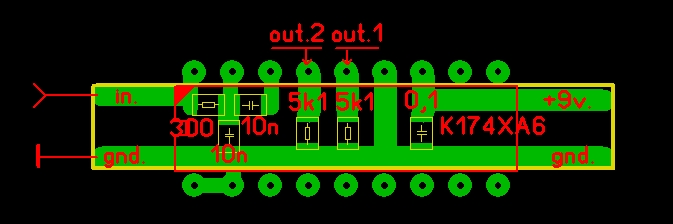 out.2 out.1
in. 5k1 5k1 0,1 +9v.
300 10n K174XA6
gnd. 10n gnd.